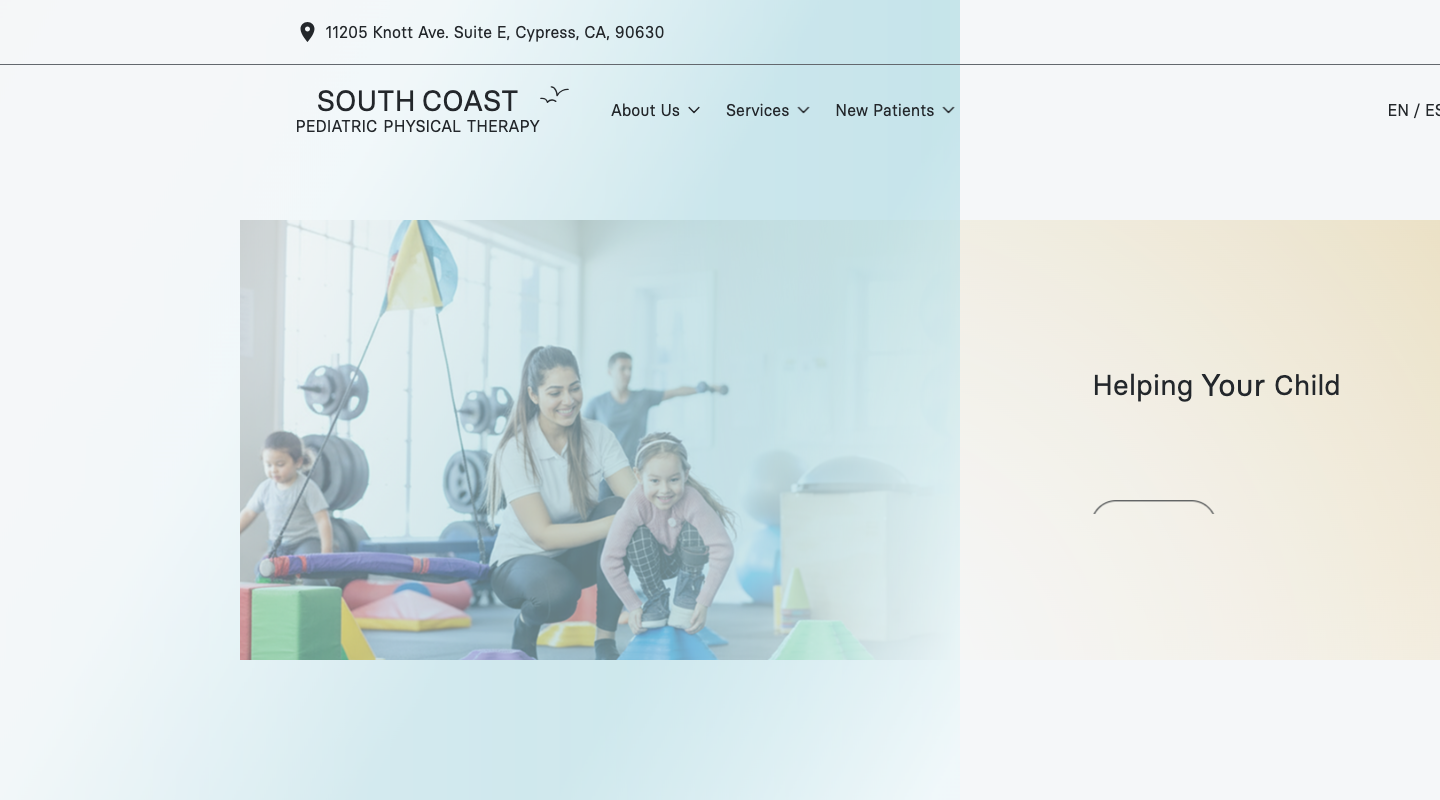 11205 Knott Ave. Suite E, Cypress, CA, 90630
SOUTH COAST
PEDIATRIC PHYSICAL THERAPY
About Us
Services
New Patients
EN / ES
Helping Your Child